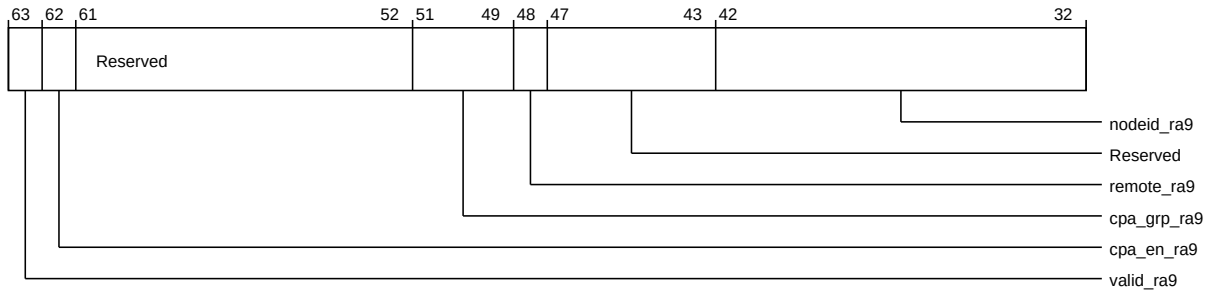 63 62 61 52 51 49 48 47 43 42 32
Reserved
nodeid_ra9
Reserved
remote_ra9
cpa_grp_ra9
cpa_en_ra9
valid_ra9